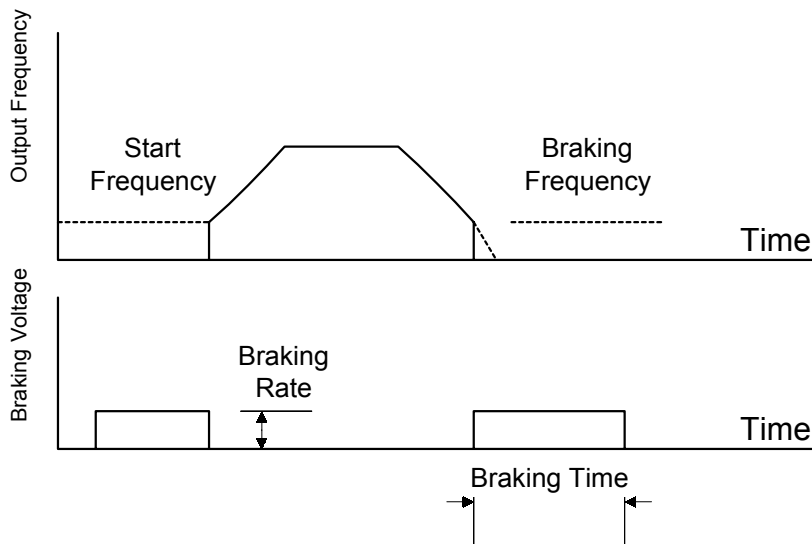 Output Frequency
Start
Frequency
Braking
Frequency
Time
Braking Voltage
Braking
Rate
Time
Braking Time